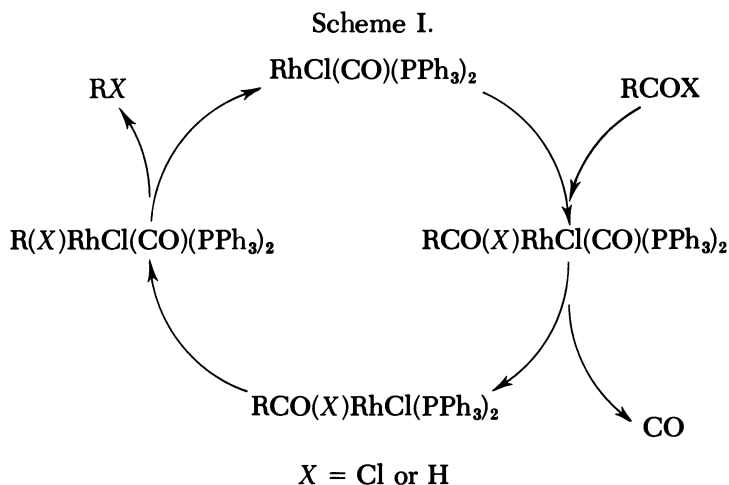 Scheme I.
RhCl(CO)(PPh₃)₂
RX
RCOX
R(X)RhCl(CO)(PPh₃)₂
RCO(X)RhCl(CO)(PPh₃)₂
RCO(X)RhCl(PPh₃)₂
CO
X = Cl or H